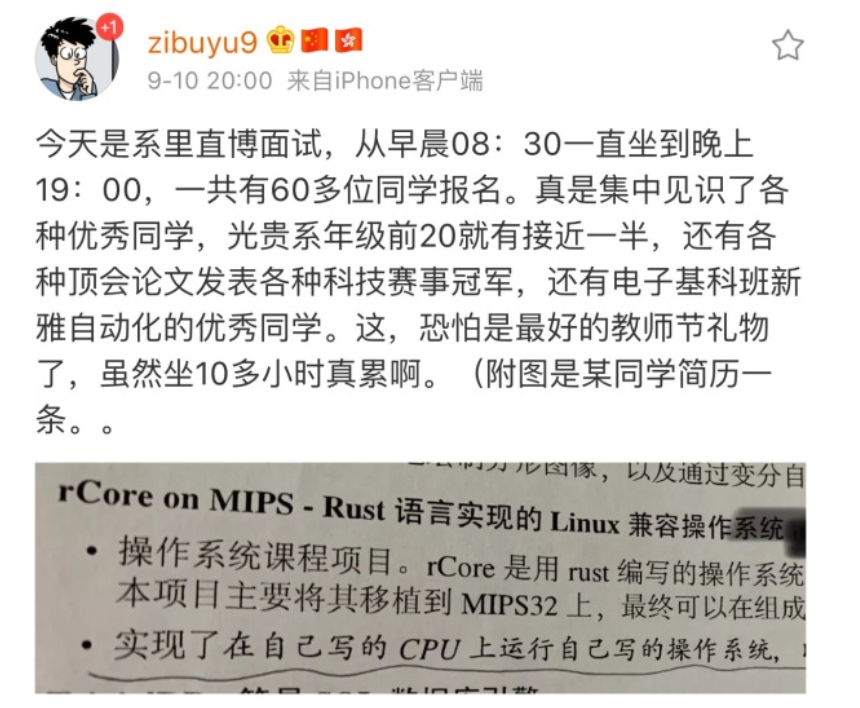 +1
zibuyu9
9-10 20:00 来自iPhone客户端
今天是系里直博面试，从早晨08：30一直坐到晚上
19：00，一共有60多位同学报名。真是集中见识了各
种优秀同学，光贵系年级前20就有接近一半，还有各
种顶会论文发表各种科技赛事冠军，还有电子基科班新
雅自动化的优秀同学。这，恐怕是最好的教师节礼物
了，虽然坐10多小时真累啊。（附图是某同学简历一
条。。
形图像，以及通过变分自
rCore on MIPS - Rust 语言实现的 Linux 兼容操作系统
• 操作系统课程项目。rCore 是用 rust 编写的操作系统
本项目主要将其移植到 MIPS32 上，最终可以在组成
• 实现了在自己写的 CPU 上运行自己写的操作系统，